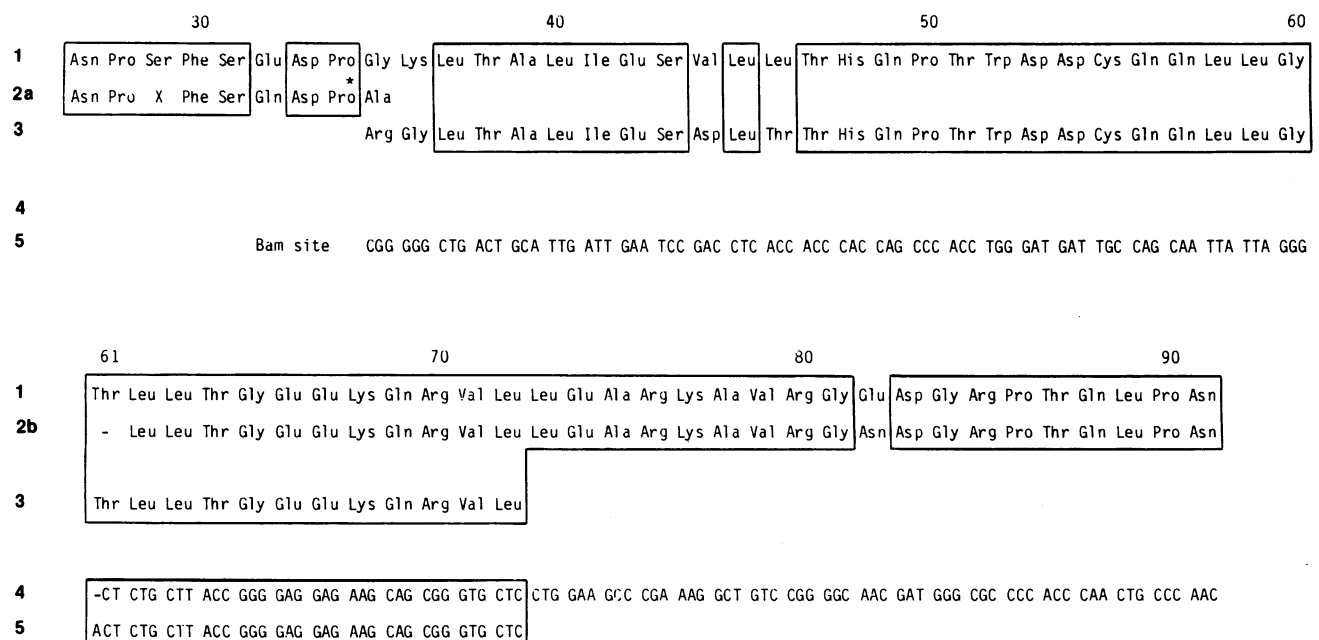 30 40 50 60
1 Asn Pro Ser Phe Ser Glu Asp Pro Gly Lys Leu Thr Ala Leu Ile Glu Ser Val Leu Leu Thr His Gln Pro Thr Trp Asp Asp Cys Gln Gln Leu Leu Gly
*
2a Asn Pro X Phe Ser Gln Asp Pro Ala
3 Arg Gly Leu Thr Ala Leu Ile Glu Ser Asp Leu Thr Thr His Gln Pro Thr Trp Asp Asp Cys Gln Gln Leu Leu Gly
4
5 Bam site CGG GGG CTG ACT GCA TTG ATT GAA TCC GAC CTC ACC ACC CAC CAG CCC ACC TGG GAT GAT TGC CAG CAA TTA TTA GGG
61 70 80 90
1 Thr Leu Leu Thr Gly Glu Glu Lys Gln Arg Val Leu Leu Glu Ala Arg Lys Ala Val Arg Gly Glu Asp Gly Arg Pro Thr Gln Leu Pro Asn
2b - Leu Leu Thr Gly Glu Glu Lys Gln Arg Val Leu Leu Glu Ala Arg Lys Ala Val Arg Gly Asn Asp Gly Arg Pro Thr Gln Leu Pro Asn
3 Thr Leu Leu Thr Gly Glu Glu Lys Gln Arg Val Leu
4 -CT CTG CTT ACC GGG GAG GAG AAG CAG CGG GTG CTC CTG GAA GCC CGA AAG GCT GTC CGG GGC AAC GAT GGG CGC CCC ACC CAA CTG CCC AAC
5 ACT CTG CTT ACC GGG GAG GAG AAG CAG CGG GTG CTC